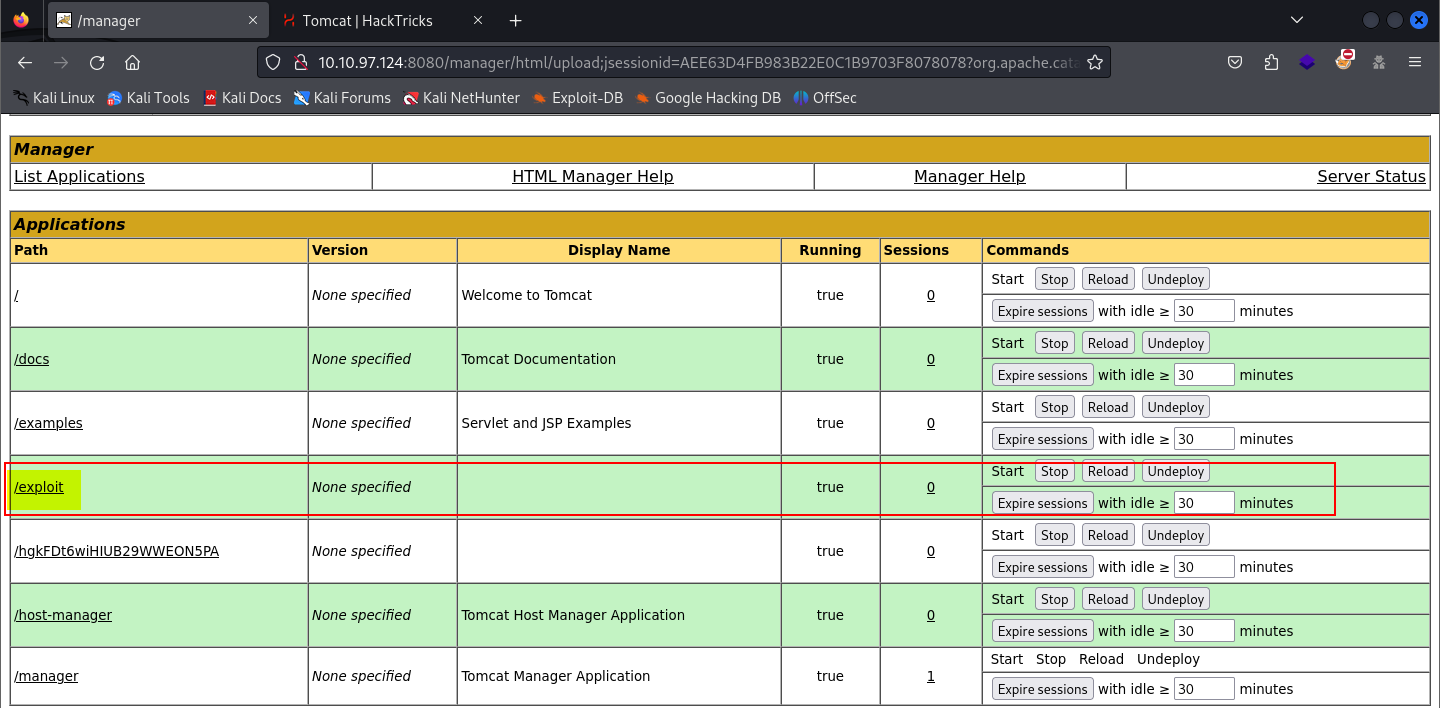 /manager
Tomcat | HackTricks
10.10.97.124:8080/manager/html/upload;jsessionid=AEE63D4FB983B22E0C1B9703F8078078?org.apache.cata
Kali Linux Kali Tools Kali Docs Kali Forums Kali NetHunter Exploit-DB Google Hacking DB OffSec
Manager
List Applications HTML Manager Help Manager Help Server Status
Applications
Path Version Display Name Running Sessions Commands
/ None specified Welcome to Tomcat true 0 Start Stop Reload Undeploy
Expire sessions with idle ≥ 30 minutes
/docs None specified Tomcat Documentation true 0 Start Stop Reload Undeploy
Expire sessions with idle ≥ 30 minutes
/examples None specified Servlet and JSP Examples true 0 Start Stop Reload Undeploy
Expire sessions with idle ≥ 30 minutes
/exploit None specified true 0 Start Stop Reload Undeploy
Expire sessions with idle ≥ 30 minutes
/hgkFDt6wiHIUB29WWEON5PA None specified true 0 Start Stop Reload Undeploy
Expire sessions with idle ≥ 30 minutes
/host-manager None specified Tomcat Host Manager Application true 0 Start Stop Reload Undeploy
Expire sessions with idle ≥ 30 minutes
/manager None specified Tomcat Manager Application true 1 Start Stop Reload Undeploy
Expire sessions with idle ≥ 30 minutes